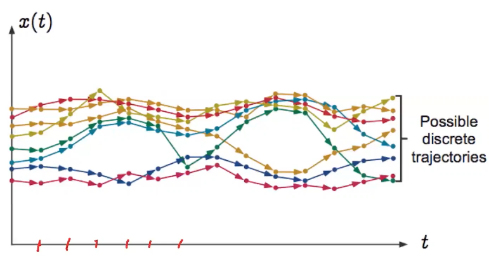 x(t)
Possible
discrete
trajectories
t